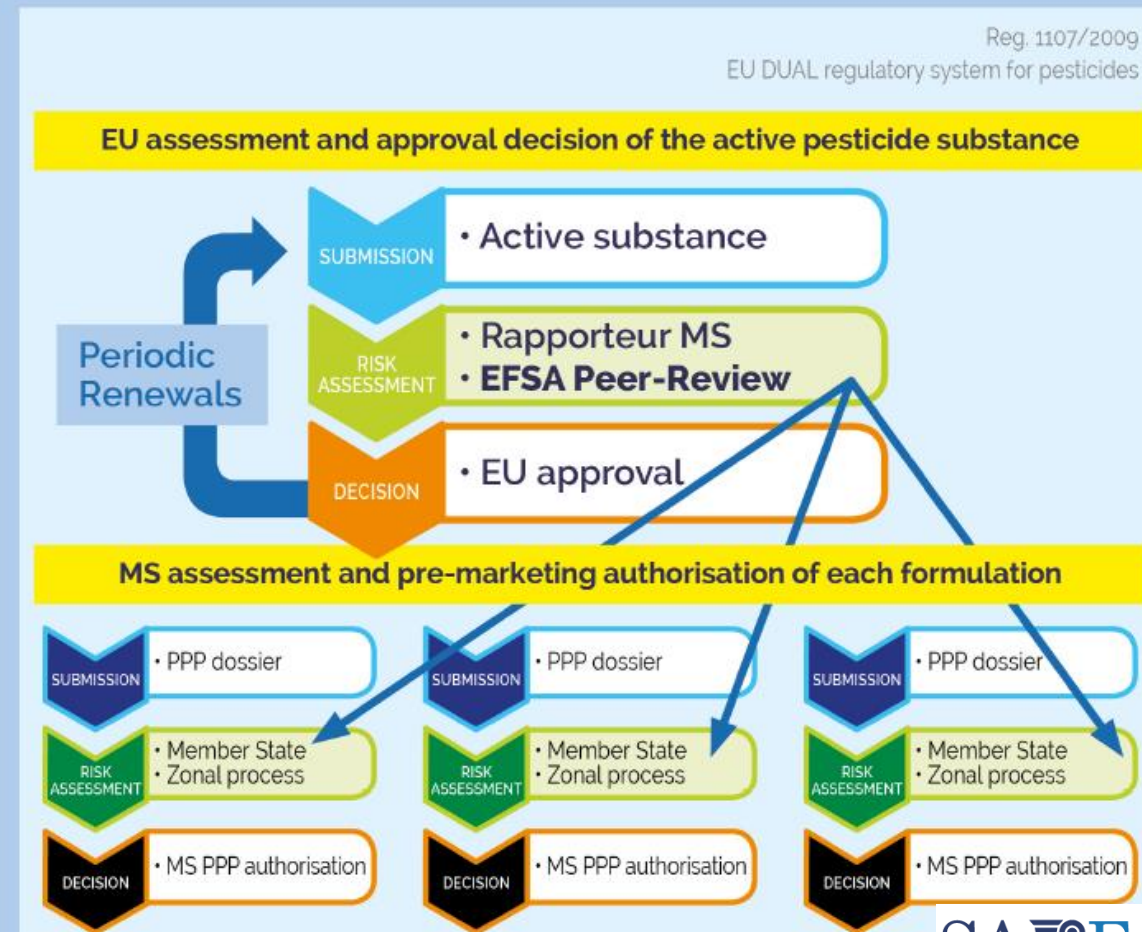 Reg. 1107/2009
EU DUAL regulatory system for pesticides
EU assessment and approval decision of the active pesticide substance
SUBMISSION
• Active substance
Periodic
Renewals
RISK
ASSESSMENT
• Rapporteur MS
• EFSA Peer-Review
DECISION
• EU approval
MS assessment and pre-marketing authorisation of each formulation
SUBMISSION
• PPP dossier
RISK
ASSESSMENT
• Member State
• Zonal process
DECISION
• MS PPP authorisation
SUBMISSION
• PPP dossier
RISK
ASSESSMENT
• Member State
• Zonal process
DECISION
• MS PPP authorisation
SUBMISSION
• PPP dossier
RISK
ASSESSMENT
• Member State
• Zonal process
DECISION
• MS PPP authorisation